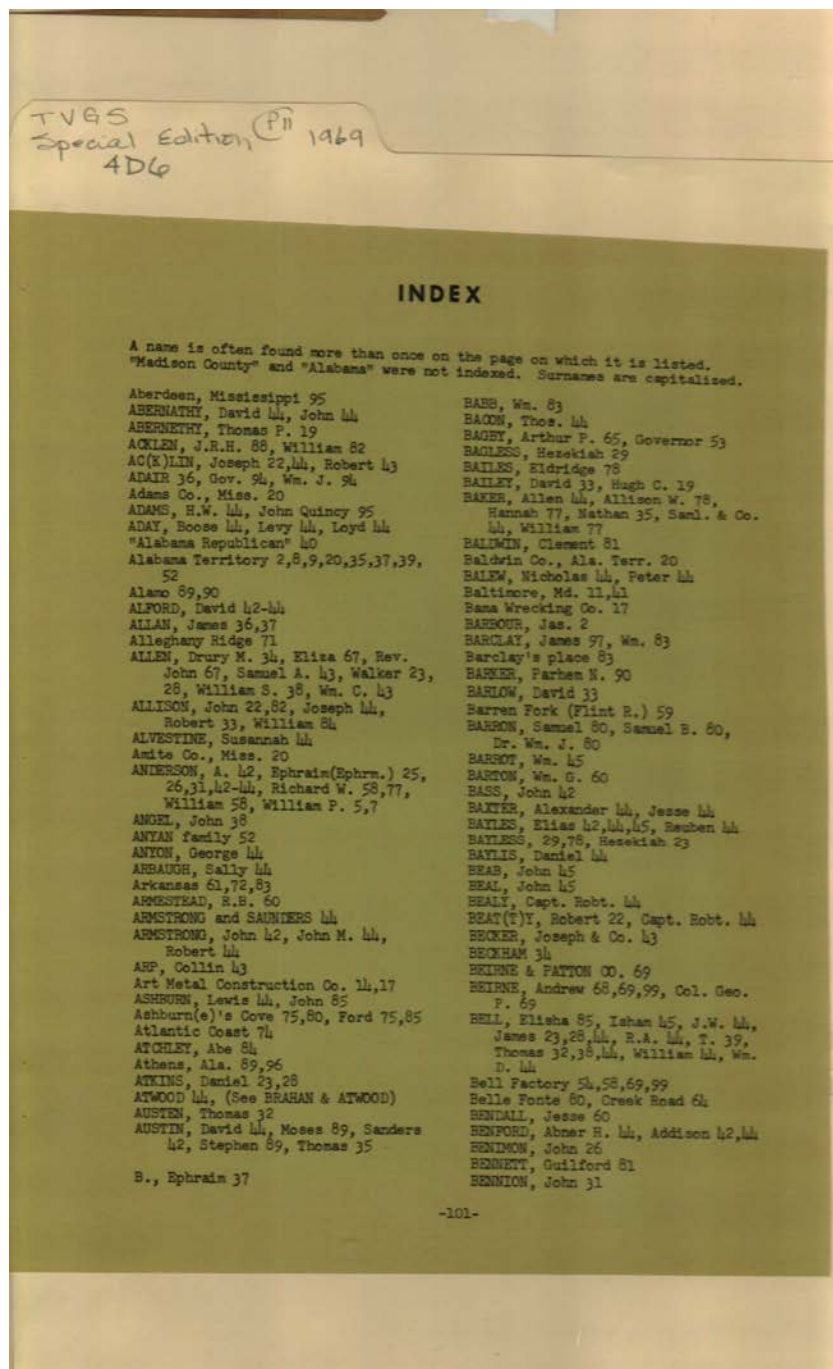 TVGS
Special Edition PII 1969
4D6
INDEX
A name is often found more than once on the page on which it is listed.
"Madison County" and "Alabama" were not indexed. Surnames are capitalized.
Aberdeen, Mississippi 95
ABERNATHY, David 44, John 44
ABERNETHY, Thomas P. 19
ACKLEN, J.R.H. 88, William 82
AC(K)LIN, Joseph 22,44, Robert 43
ADAIR 36, Gov. 94, Wm. J. 94
Adams Co., Miss. 20
ADAMS, H.W. 44, John Quincy 95
ADAY, Boose 44, Levy 44, Loyd 44
"Alabama Republican" 40
Alabama Territory 2,8,9,20,35,37,39,
52
Alamo 89,90
ALFORD, David 42-44
ALLAN, James 36,37
Alleghany Ridge 71
ALLEN, Drury M. 34, Eliza 67, Rev.
John 67, Samuel A. 43, Walker 23,
28, William S. 38, Wm. C. 43
ALLISON, John 22,82, Joseph 44,
Robert 33, William 84
ALVESTINE, Susannah 44
Amite Co., Miss. 20
ANDERSON, A. 42, Ephraim(Ephrm.) 25,
26,31,42-44, Richard W. 58,77,
William 58, William P. 5,7
ANGEL, John 38
ANYAN family 52
ANYON, George 44
ARBAUGH, Sally 44
Arkansas 61,72,83
ARMESTEAD, R.B. 60
ARMSTRONG and SAUNDERS 44
ARMSTRONG, John 42, John M. 44,
Robert 44
ARP, Collin 43
Art Metal Construction Co. 14,17
ASHBURN, Lewis 44, John 85
Ashburn(e)'s Cove 75,80, Ford 75,85
Atlantic Coast 74
ATCHLEY, Abe 84
Athens, Ala. 89,96
ATKINS, Daniel 23,28
ATWOOD 44, (See BRAHAN & ATWOOD)
AUSTEN, Thomas 32
AUSTIN, David 44, Moses 89, Sanders
42, Stephen 89, Thomas 35
B., Ephraim 37
BABB, Wm. 83
BACON, Thos. 44
BAGBY, Arthur P. 65, Governor 53
BAGLESS, Hezekiah 29
BAILES, Eldridge 78
BAILEY, David 33, Hugh C. 19
BAKER, Allen 44, Allison W. 78,
Hannah 77, Nathan 35, Saml. & Co.
44, William 77
BALDWIN, Clement 81
Baldwin Co., Ala. Terr. 20
BALEW, Nicholas 44, Peter 44
Baltimore, Md. 11,41
Bama Wrecking Co. 17
BARBOUR, Jas. 2
BARCLAY, James 97, Wm. 83
Barclay's place 83
BARKER, Parhem N. 90
BARLOW, David 33
Barren Fork (Flint R.) 59
BARRON, Samuel 80, Samuel B. 80,
Dr. Wm. J. 80
BARROT, Wm. 45
BARTON, Wm. G. 60
BASS, John 42
BAXTER, Alexander 44, Jesse 44
BAYLES, Elias 42,44,45, Reuben 44
BAYLESS, 29,78, Hezekiah 23
BAYLIS, Daniel 44
BEAB, John 45
BEAL, John 45
BEALY, Capt. Robt. 44
BEAT(T)Y, Robert 22, Capt. Robt. 44
BECKER, Joseph & Co. 43
BECKHAM 34
BEIRNE & PATTON CO. 69
BEIRNE, Andrew 68,69,99, Col. Geo.
P. 69
BELL, Elisha 85, Isham 45, J.W. 44,
James 23,28,44, R.A. 44, T. 39,
Thomas 32,38,44, William 44, Wm.
D. 44
Bell Factory 54,58,69,99
Belle Fonte 80, Creek Road 64
BENDALL, Jesse 60
BENFORD, Abner H. 44, Addison 42,44
BENIMON, John 26
BENNETT, Guilford 81
BENNION, John 31
-101-